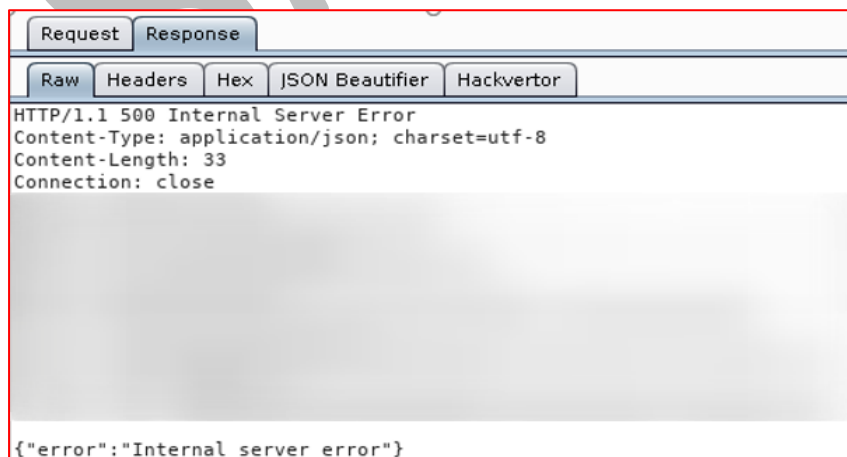 Request Response
Raw Headers Hex JSON Beautifier Hackvertor
HTTP/1.1 500 Internal Server Error
Content-Type: application/json; charset=utf-8
Content-Length: 33
Connection: close
{"error":"Internal server error"}